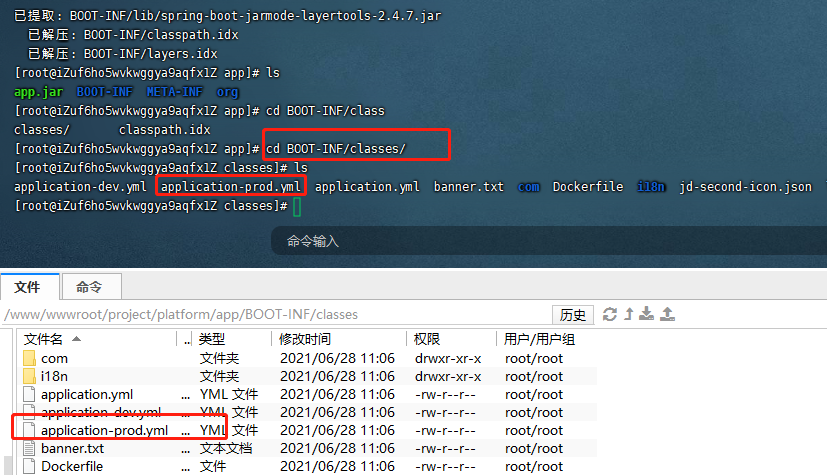 已提取: BOOT-INF/lib/spring-boot-jarmode-layertools-2.4.7.jar
已解压: BOOT-INF/classpath.idx
已解压: BOOT-INF/layers.idx
[root@iZuf6ho5wvkwggya9aqfx1Z app]# ls
app.jar BOOT-INF META-INF org
[root@iZuf6ho5wvkwggya9aqfx1Z app]# cd BOOT-INF/class
classes/ classpath.idx
[root@iZuf6ho5wvkwggya9aqfx1Z app]# cd BOOT-INF/classes/
[root@iZuf6ho5wvkwggya9aqfx1Z classes]# ls
application-dev.yml application-prod.yml application.yml banner.txt com Dockerfile i18n jd-second-icon.json
[root@iZuf6ho5wvkwggya9aqfx1Z classes]#
命令输入
文件 命令
/www/wwwroot/project/platform/app/BOOT-INF/classes 历史
文件名 .. 类型 修改时间 权限 用户/用户组
com 文件夹 2021/06/28 11:06 drwxr-xr-x root/root
i18n 文件夹 2021/06/28 11:06 drwxr-xr-x root/root
application.yml ... YML 文件 2021/06/28 11:06 -rw-r--r-- root/root
application-dev.yml ... YML 文件 2021/06/28 11:06 -rw-r--r-- root/root
application-prod.yml ... YML 文件 2021/06/28 11:06 -rw-r--r-- root/root
banner.txt ... 文本文档 2021/06/28 11:06 -rw-r--r-- root/root
Dockerfile ... 文件 2021/06/28 11:06 -rw-r--r-- root/root